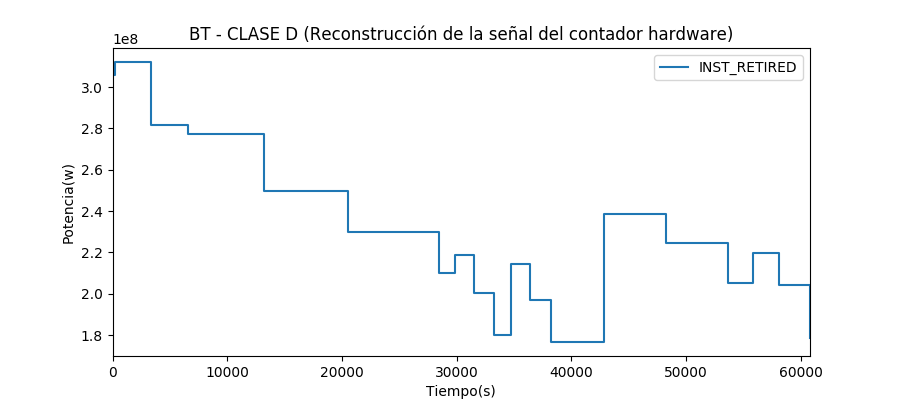 BT - CLASE D (Reconstrucción de la señal del contador hardware)
1e8
INST_RETIRED
3.0
2.8
2.6
2.4
2.2
2.0
1.8
Potencia(w)
0 10000 20000 30000 40000 50000 60000
Tiempo(s)